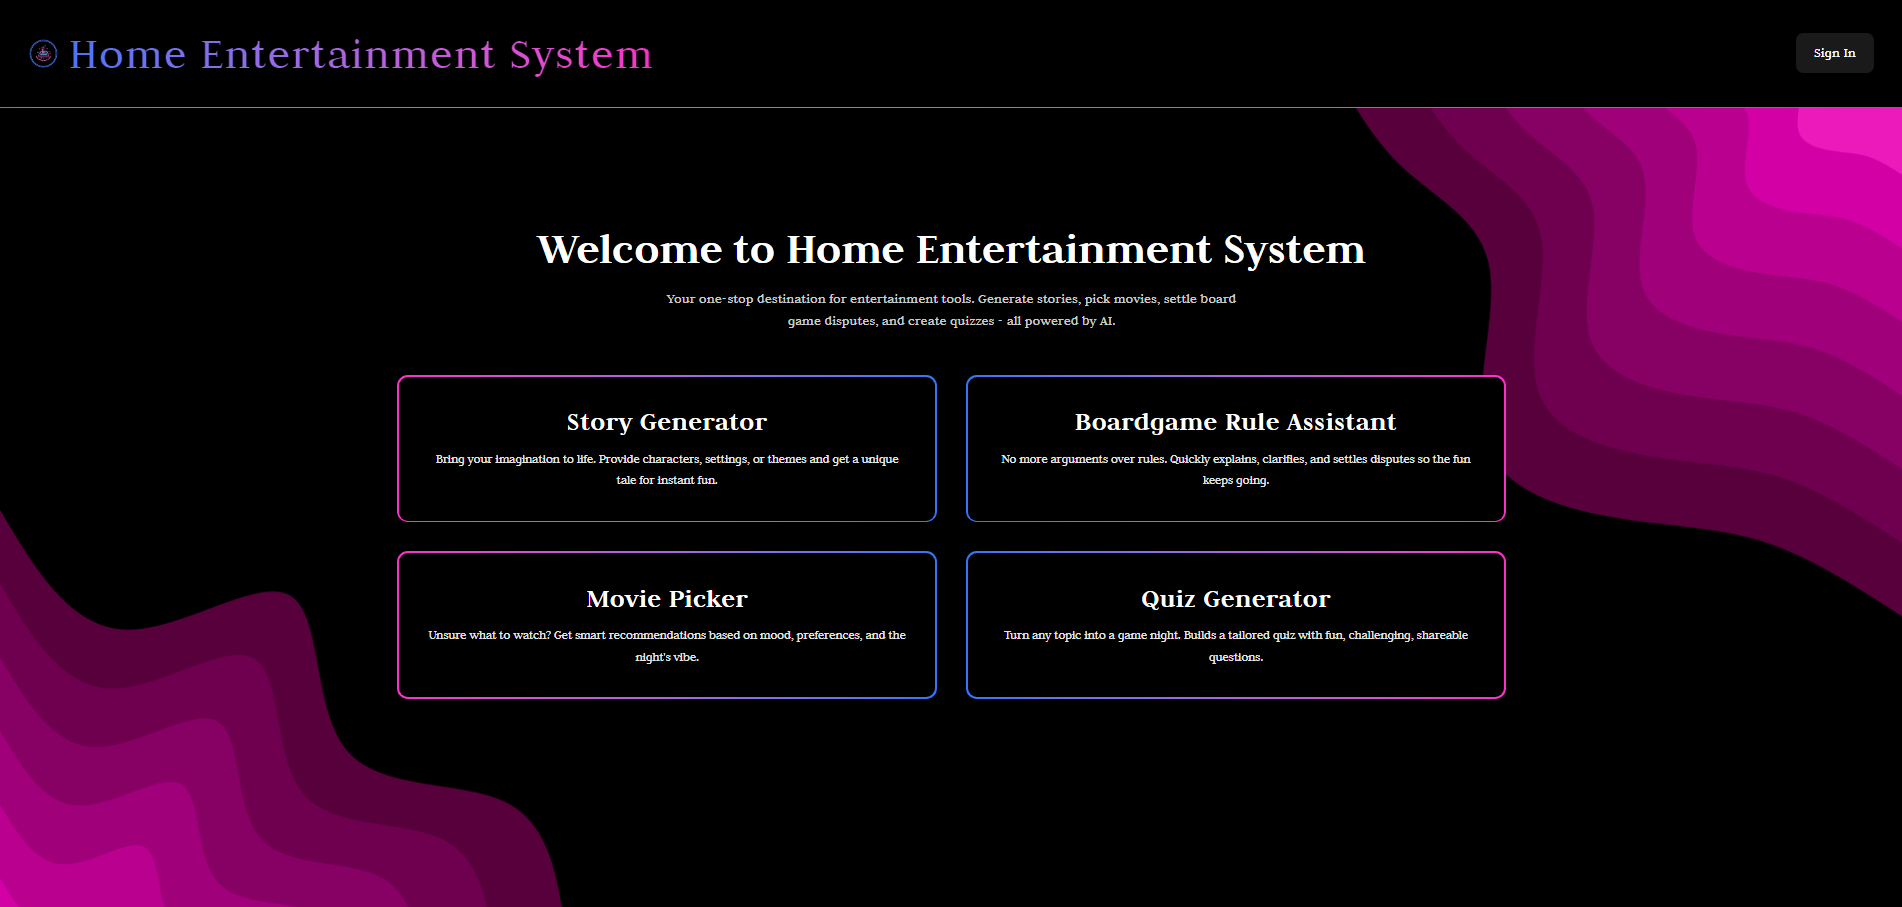 Home Entertainment System
Sign In
Welcome to Home Entertainment System
Your one-stop destination for entertainment tools. Generate stories, pick movies, settle board
game disputes, and create quizzes - all powered by AI.
Story Generator
Bring your imagination to life. Provide characters, settings, or themes and get a unique
tale for instant fun.
Boardgame Rule Assistant
No more arguments over rules. Quickly explains, clarifies, and settles disputes so the fun
keeps going.
Movie Picker
Unsure what to watch? Get smart recommendations based on mood, preferences, and the
night's vibe.
Quiz Generator
Turn any topic into a game night. Builds a tailored quiz with fun, challenging, shareable
questions.